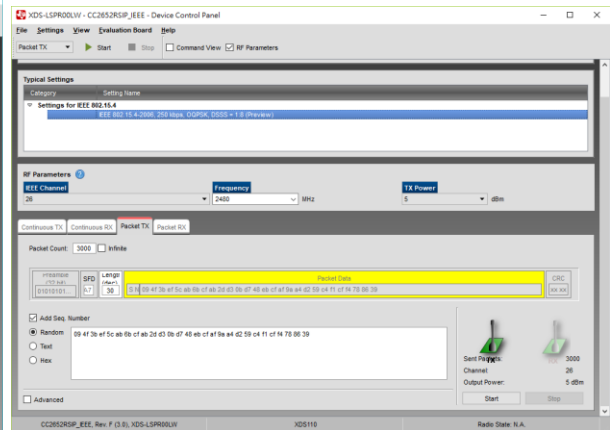 XDS-LSPR00LW - CC2652RSIP_IEEE - Device Control Panel
File Settings View Evaluation Board Help
Packet TX Start Stop Command View RF Parameters
Typical Settings
Category Setting Name
Settings for IEEE 802.15.4
IEEE 802.15.4-2006, 250 kbps, OQPSK, DSSS = 1:8 (Preview)
RF Parameters
IEEE Channel Frequency TX Power
26 2480 MHz 5 dBm
Continuous TX Continuous RX Packet TX Packet RX
Packet Count: 3000 Infinite
SFD Packet Data CRC
01010101... A7 30 S N 09 4f 3b ef 5c ab 6b cf ab 2d d3 0b d7 48 eb cf af 9a a4 d2 59 c4 f1 cf f4 78 86 39 xx xx
Add Seq. Number
Random 09 4f 3b ef 5c ab 6b cf ab 2d d3 0b d7 48 eb cf af 9a a4 d2 59 c4 f1 cf f4 78 86 39
Text
Hex
TX
Sent Packets: 3000
Channel 26
Output Power: 5 dBm
Start Stop
Advanced
CC2652RSIP_IEEE, Rev. F (3.0), XDS-LSPR00LW XDS110 Radio State: N.A.